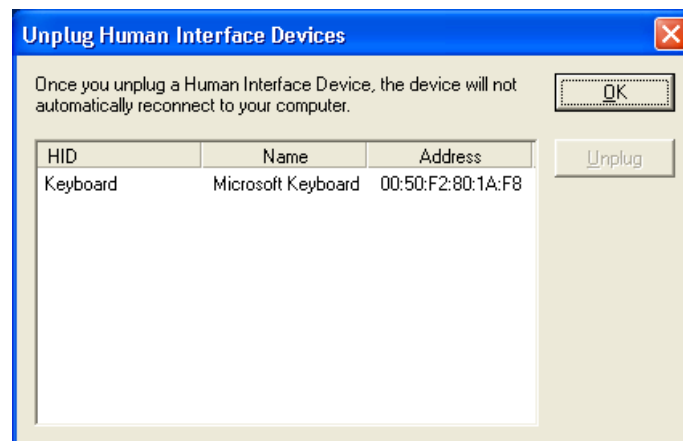 Unplug Human Interface Devices
Once you unplug a Human Interface Device, the device will not
automatically reconnect to your computer.
OK
HID Name Address
Unplug
Keyboard Microsoft Keyboard 00:50:F2:80:1A:F8